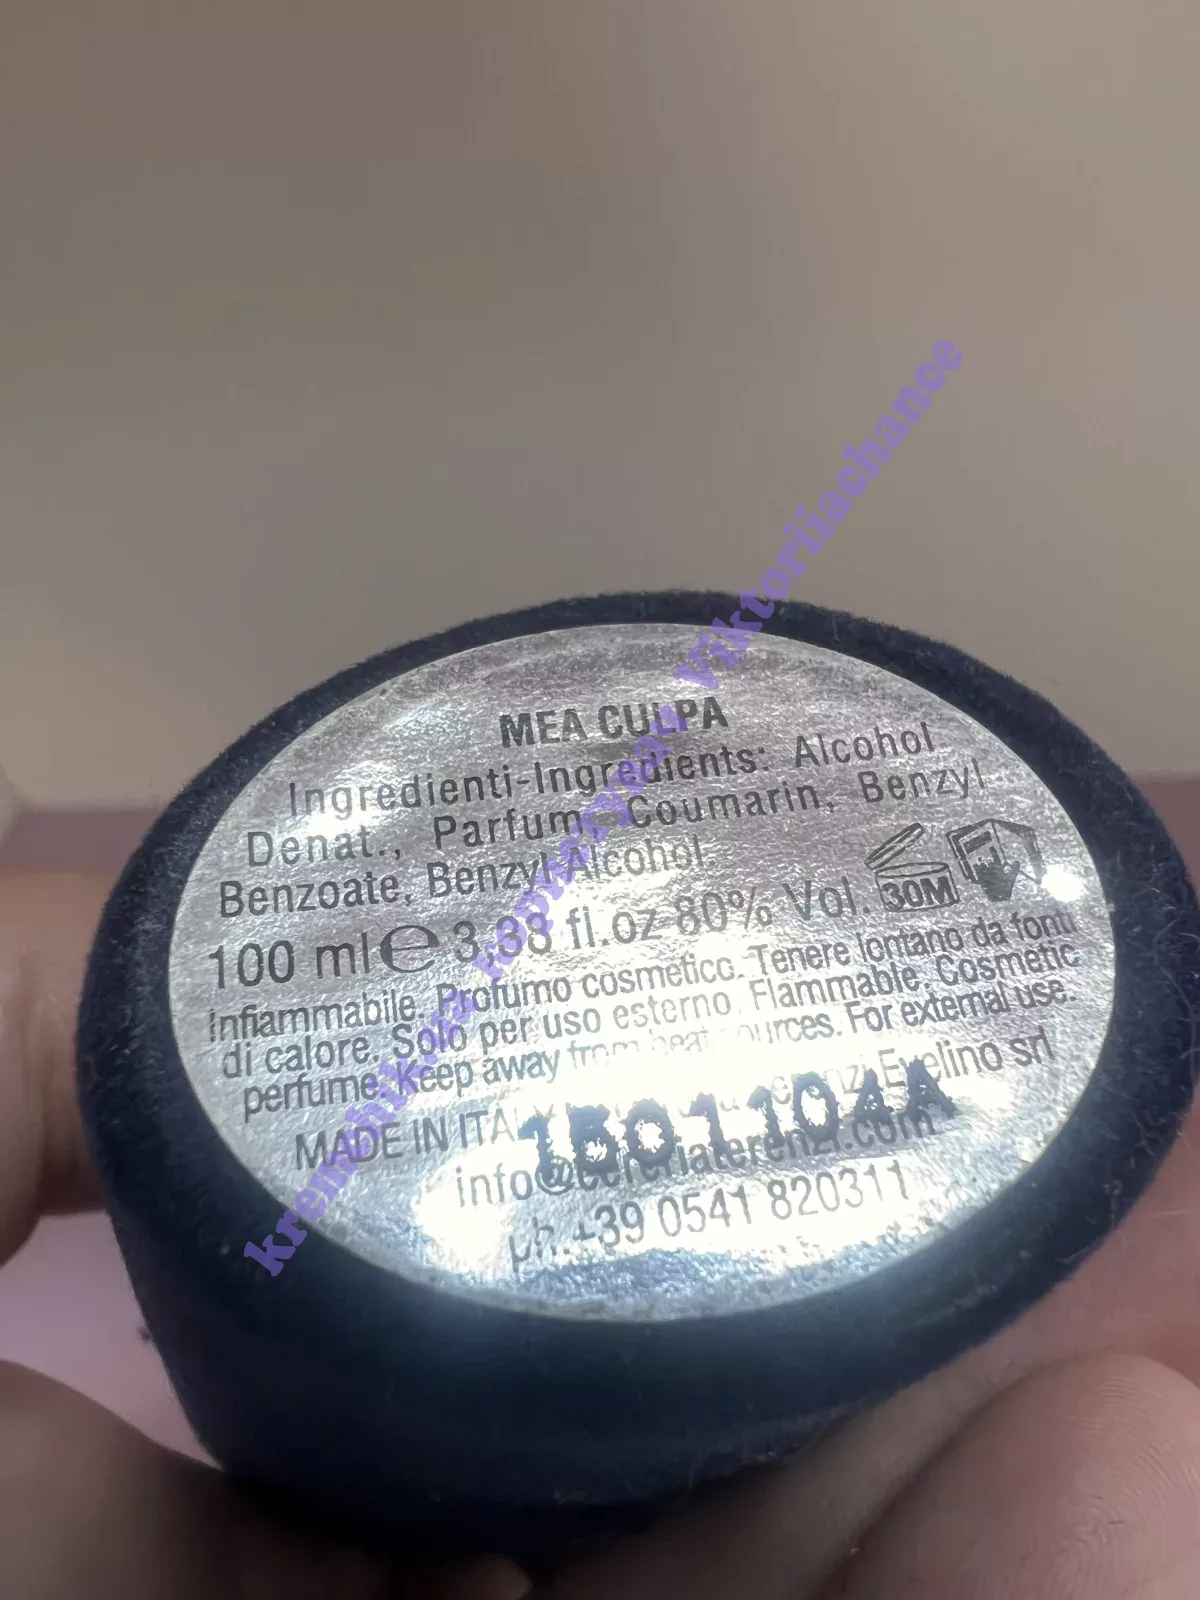 MEA CULPA
Ingredienti-Ingredients: Alcohol
Denat., Parfum, Coumarin, Benzyl
Benzoate, Benzyl Alcohol.
100 ml e 3,38 fl.oz 80% Vol. 30M
Infiammabile. Profumo cosmetico. Tenere lontano da fonti
di calore. Solo per uso esterno. Flammable. Cosmetic
perfume. Keep away from heat sources. For external use.
MADE IN ITA Evelino srl
1501104A
info@cereriaterenzi.com
ph.+39 0541 820311
viktoriiachance